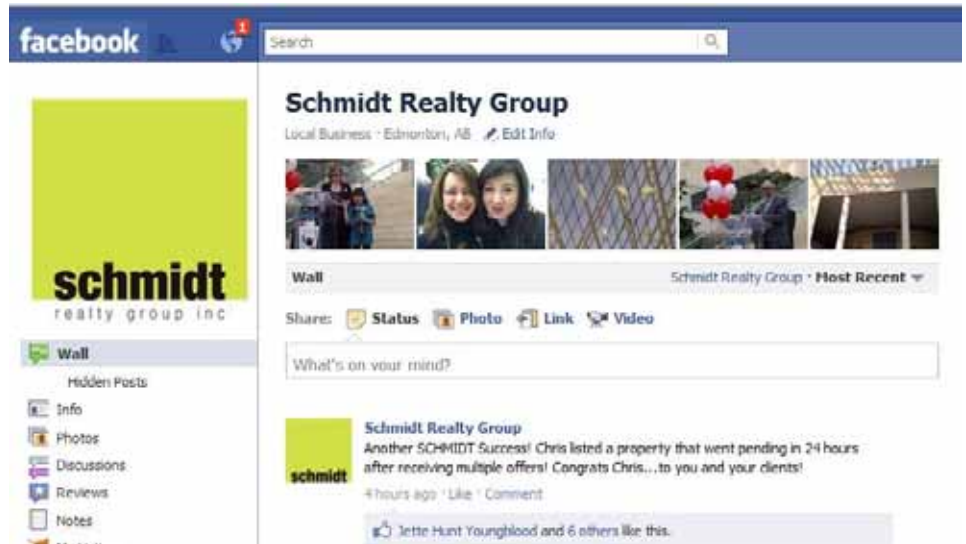 facebook
1
Search
schmidt
realty group inc
Schmidt Realty Group
Local Business · Edmonton, AB Edit Info
Wall
Schmidt Realty Group · Most Recent
Share: Status Photo Link Video
What's on your mind?
Wall
Hidden Posts
Info
Photos
Discussions
Reviews
Notes
schmidt
Schmidt Realty Group
Another SCHMIDT Success! Chris listed a property that went pending in 24 hours
after receiving multiple offers! Congrats Chris...to you and your clients!
4 hours ago · Like · Comment
Jette Hunt Youngblood and 6 others like this.